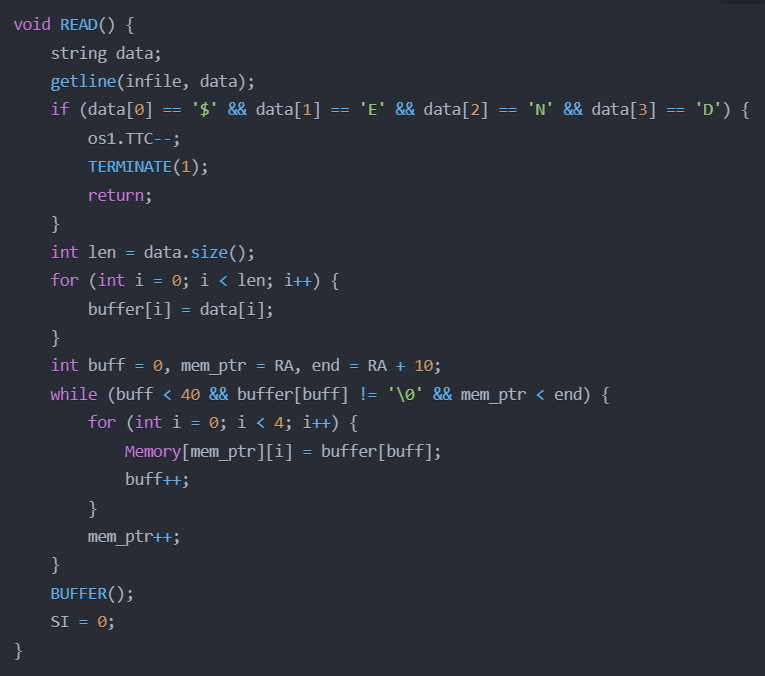 void READ() {
    string data;
    getline(infile, data);
    if (data[0] == '$' && data[1] == 'E' && data[2] == 'N' && data[3] == 'D') {
        os1.TTC--;
        TERMINATE(1);
        return;
    }
    int len = data.size();
    for (int i = 0; i < len; i++) {
        buffer[i] = data[i];
    }
    int buff = 0, mem_ptr = RA, end = RA + 10;
    while (buff < 40 && buffer[buff] != '\0' && mem_ptr < end) {
        for (int i = 0; i < 4; i++) {
            Memory[mem_ptr][i] = buffer[buff];
            buff++;
        }
        mem_ptr++;
    }
    BUFFER();
    SI = 0;
}